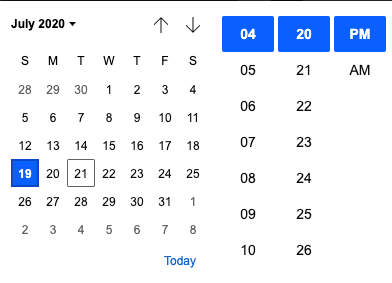 July 2020
S M T W T F S
28 29 30 1 2 3 4
5 6 7 8 9 10 11
12 13 14 15 16 17 18
19 20 21 22 23 24 25
26 27 28 29 30 31 1
2 3 4 5 6 7 8
Today
04 20 PM
05 21 AM
06 22
07 23
08 24
09 25
10 26